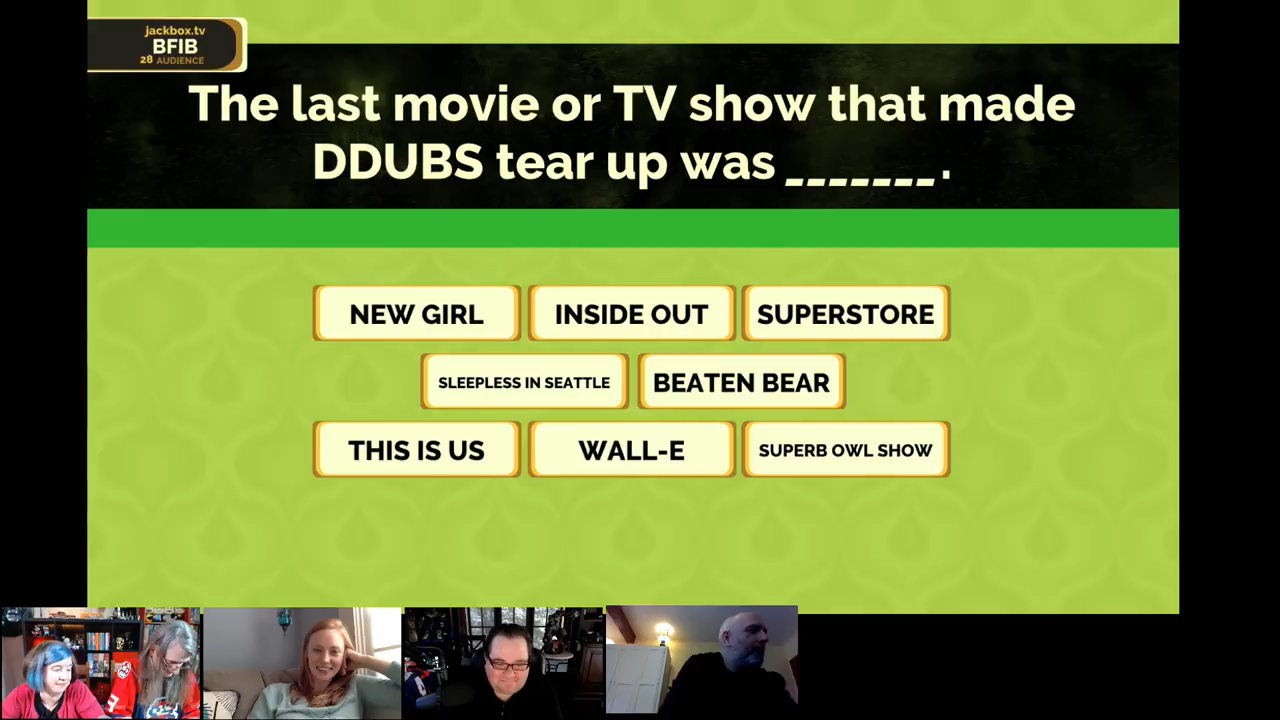 jackbox.tv
BFIB
28 AUDIENCE
The last movie or TV show that made
DDUBS tear up was _______.
NEW GIRL
INSIDE OUT
SUPERSTORE
SLEEPLESS IN SEATTLE
BEATEN BEAR
THIS IS US
WALL-E
SUPERB OWL SHOW